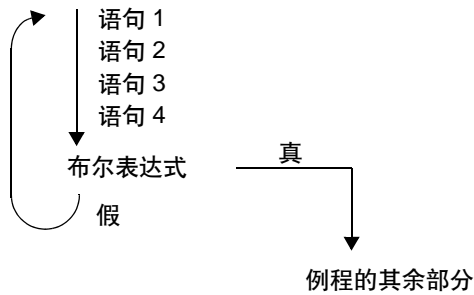 语句 1
语句 2
语句 3
语句 4
布尔表达式
真
假
例程的其余部分